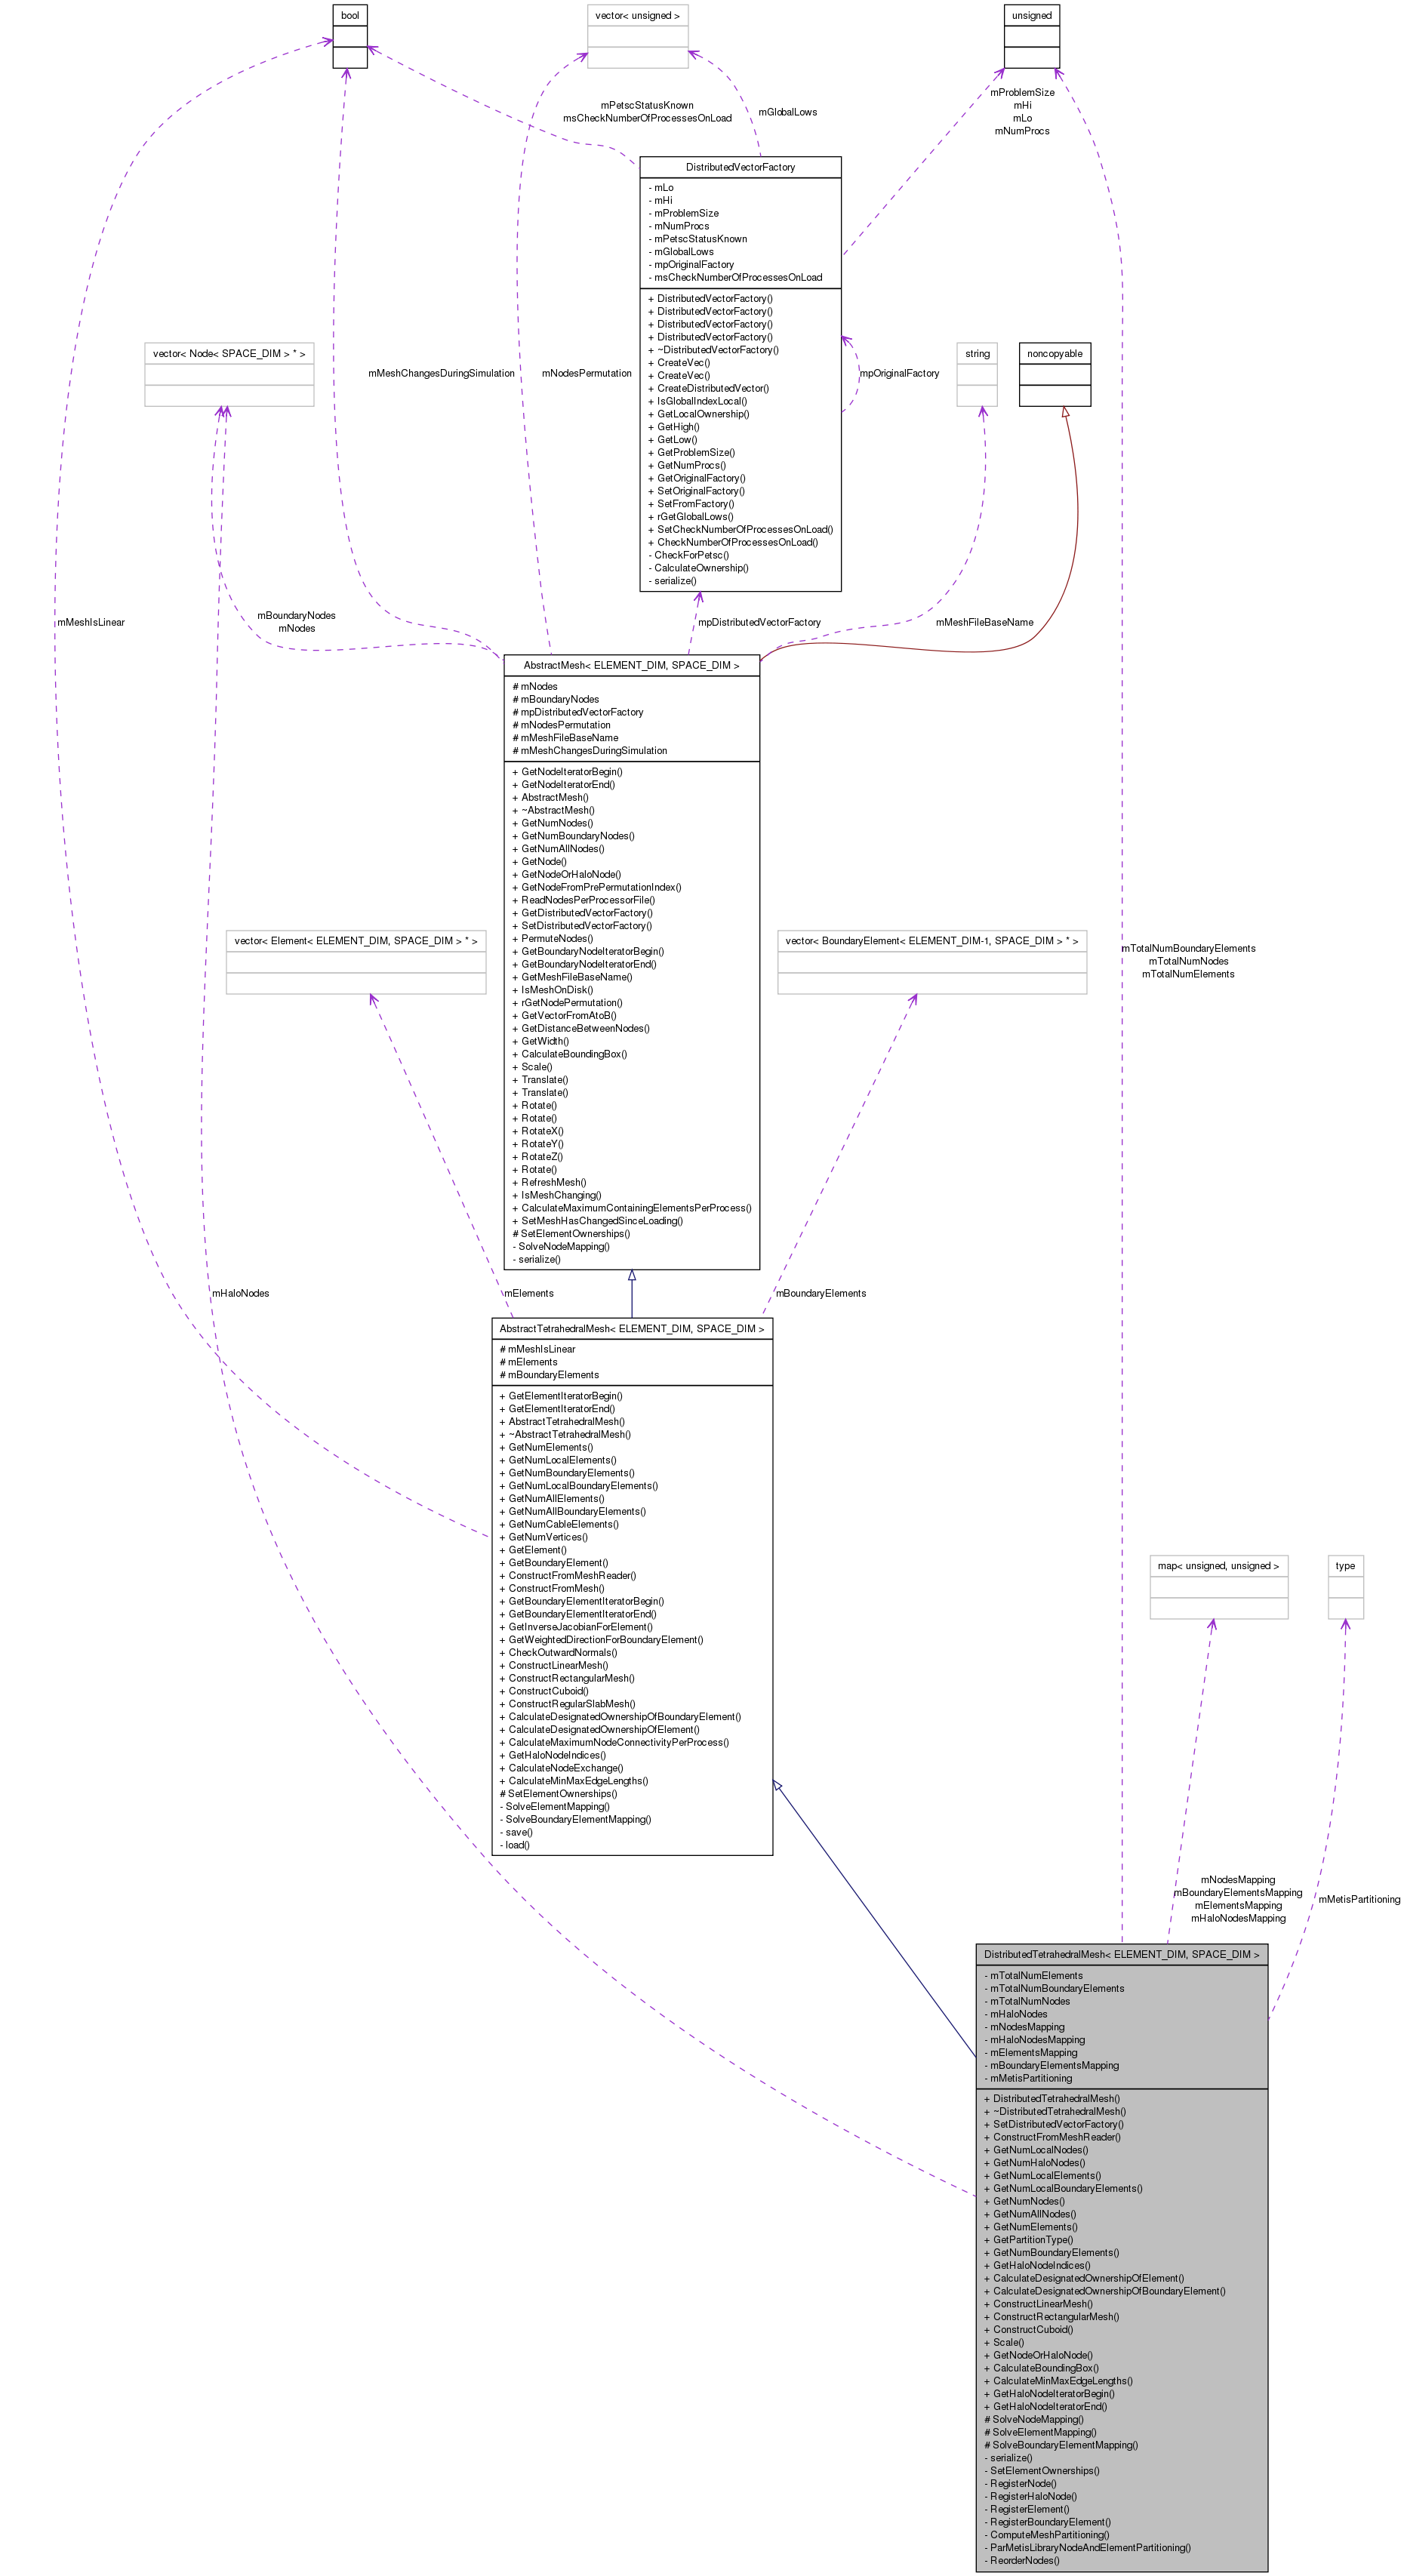 bool
vector< unsigned >
unsigned
mPetscStatusKnown
msCheckNumberOfProcessesOnLoad
mGlobalLows
mProblemSize
mHi
mLo
mNumProcs
DistributedVectorFactory
- mLo
- mHi
- mProblemSize
- mNumProcs
- mPetscStatusKnown
- mGlobalLows
- mpOriginalFactory
- msCheckNumberOfProcessesOnLoad
+ DistributedVectorFactory()
+ DistributedVectorFactory()
+ DistributedVectorFactory()
+ DistributedVectorFactory()
+ ~DistributedVectorFactory()
+ CreateVec()
+ CreateVec()
+ CreateDistributedVector()
+ IsGlobalIndexLocal()
+ GetLocalOwnership()
+ GetHigh()
+ GetLow()
+ GetProblemSize()
+ GetNumProcs()
+ GetOriginalFactory()
+ SetOriginalFactory()
+ SetFromFactory()
+ rGetGlobalLows()
+ SetCheckNumberOfProcessesOnLoad()
+ CheckNumberOfProcessesOnLoad()
- CheckForPetsc()
- CalculateOwnership()
- serialize()
vector< Node< SPACE_DIM > * >
string
noncopyable
mMeshChangesDuringSimulation
mNodesPermutation
mpOriginalFactory
mMeshIsLinear
mBoundaryNodes
mNodes
mpDistributedVectorFactory
mMeshFileBaseName
AbstractMesh< ELEMENT_DIM, SPACE_DIM >
# mNodes
# mBoundaryNodes
# mpDistributedVectorFactory
# mNodesPermutation
# mMeshFileBaseName
# mMeshChangesDuringSimulation
+ GetNodeIteratorBegin()
+ GetNodeIteratorEnd()
+ AbstractMesh()
+ ~AbstractMesh()
+ GetNumNodes()
+ GetNumBoundaryNodes()
+ GetNumAllNodes()
+ GetNode()
+ GetNodeOrHaloNode()
+ GetNodeFromPrePermutationIndex()
+ ReadNodesPerProcessorFile()
+ GetDistributedVectorFactory()
+ SetDistributedVectorFactory()
+ PermuteNodes()
+ GetBoundaryNodeIteratorBegin()
+ GetBoundaryNodeIteratorEnd()
+ GetMeshFileBaseName()
+ IsMeshOnDisk()
+ rGetNodePermutation()
+ GetVectorFromAtoB()
+ GetDistanceBetweenNodes()
+ GetWidth()
+ CalculateBoundingBox()
+ Scale()
+ Translate()
+ Translate()
+ Rotate()
+ Rotate()
+ RotateX()
+ RotateY()
+ RotateZ()
+ Rotate()
+ RefreshMesh()
+ IsMeshChanging()
+ CalculateMaximumContainingElementsPerProcess()
+ SetMeshHasChangedSinceLoading()
# SetElementOwnerships()
- SolveNodeMapping()
- serialize()
vector< Element< ELEMENT_DIM, SPACE_DIM > * >
vector< BoundaryElement< ELEMENT_DIM-1, SPACE_DIM > * >
mTotalNumBoundaryElements
mTotalNumNodes
mTotalNumElements
mHaloNodes
mElements
mBoundaryElements
AbstractTetrahedralMesh< ELEMENT_DIM, SPACE_DIM >
# mMeshIsLinear
# mElements
# mBoundaryElements
+ GetElementIteratorBegin()
+ GetElementIteratorEnd()
+ AbstractTetrahedralMesh()
+ ~AbstractTetrahedralMesh()
+ GetNumElements()
+ GetNumLocalElements()
+ GetNumBoundaryElements()
+ GetNumLocalBoundaryElements()
+ GetNumAllElements()
+ GetNumAllBoundaryElements()
+ GetNumCableElements()
+ GetNumVertices()
+ GetElement()
+ GetBoundaryElement()
+ ConstructFromMeshReader()
+ ConstructFromMesh()
+ GetBoundaryElementIteratorBegin()
+ GetBoundaryElementIteratorEnd()
+ GetInverseJacobianForElement()
+ GetWeightedDirectionForBoundaryElement()
+ CheckOutwardNormals()
+ ConstructLinearMesh()
+ ConstructRectangularMesh()
+ ConstructCuboid()
+ ConstructRegularSlabMesh()
+ CalculateDesignatedOwnershipOfBoundaryElement()
+ CalculateDesignatedOwnershipOfElement()
+ CalculateMaximumNodeConnectivityPerProcess()
+ GetHaloNodeIndices()
+ CalculateNodeExchange()
+ CalculateMinMaxEdgeLengths()
# SetElementOwnerships()
- SolveElementMapping()
- SolveBoundaryElementMapping()
- save()
- load()
map< unsigned, unsigned >
type
mNodesMapping
mBoundaryElementsMapping
mElementsMapping
mHaloNodesMapping
mMetisPartitioning
DistributedTetrahedralMesh< ELEMENT_DIM, SPACE_DIM >
- mTotalNumElements
- mTotalNumBoundaryElements
- mTotalNumNodes
- mHaloNodes
- mNodesMapping
- mHaloNodesMapping
- mElementsMapping
- mBoundaryElementsMapping
- mMetisPartitioning
+ DistributedTetrahedralMesh()
+ ~DistributedTetrahedralMesh()
+ SetDistributedVectorFactory()
+ ConstructFromMeshReader()
+ GetNumLocalNodes()
+ GetNumHaloNodes()
+ GetNumLocalElements()
+ GetNumLocalBoundaryElements()
+ GetNumNodes()
+ GetNumAllNodes()
+ GetNumElements()
+ GetPartitionType()
+ GetNumBoundaryElements()
+ GetHaloNodeIndices()
+ CalculateDesignatedOwnershipOfElement()
+ CalculateDesignatedOwnershipOfBoundaryElement()
+ ConstructLinearMesh()
+ ConstructRectangularMesh()
+ ConstructCuboid()
+ Scale()
+ GetNodeOrHaloNode()
+ CalculateBoundingBox()
+ CalculateMinMaxEdgeLengths()
+ GetHaloNodeIteratorBegin()
+ GetHaloNodeIteratorEnd()
# SolveNodeMapping()
# SolveElementMapping()
# SolveBoundaryElementMapping()
- serialize()
- SetElementOwnerships()
- RegisterNode()
- RegisterHaloNode()
- RegisterElement()
- RegisterBoundaryElement()
- ComputeMeshPartitioning()
- ParMetisLibraryNodeAndElementPartitioning()
- ReorderNodes()